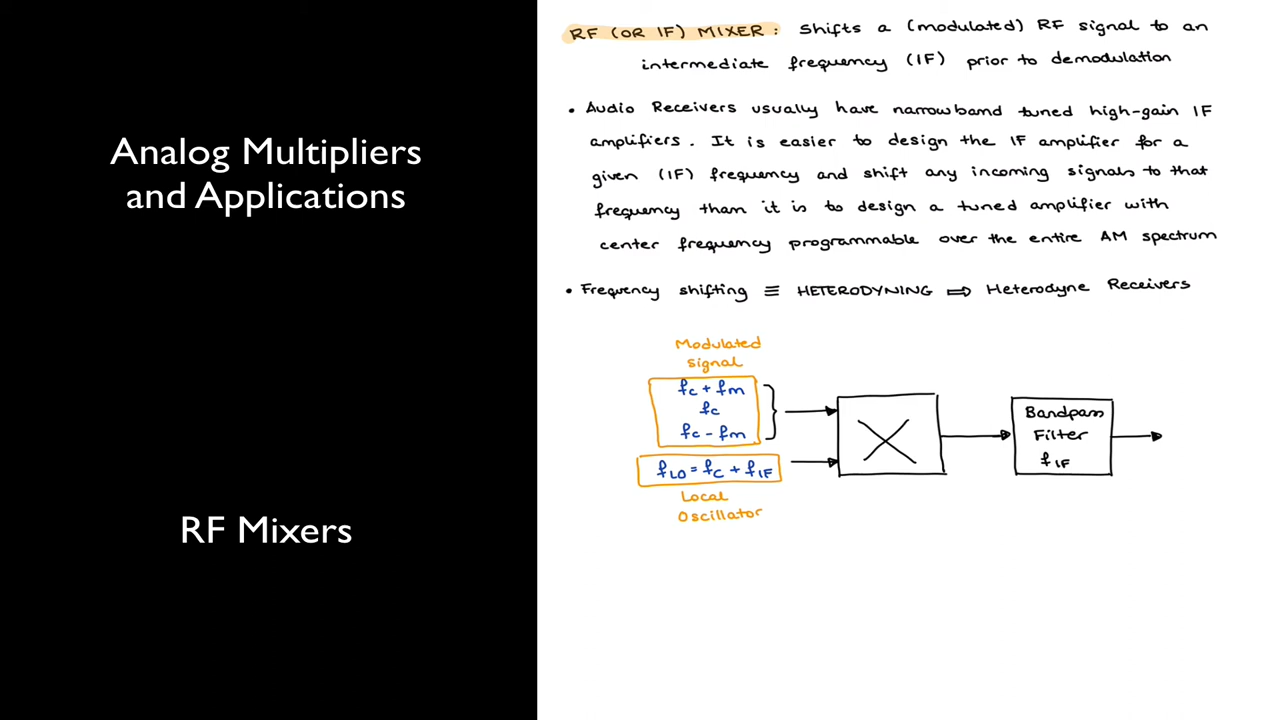 Analog Multipliers
and Applications
RF Mixers
RF (OR IF) MIXER: Shifts a (modulated) RF signal to an
intermediate frequency (IF) prior to demodulation
• Audio Receivers usually have narrowband tuned high-gain IF
amplifiers. It is easier to design the IF amplifier for a
given (IF) frequency and shift any incoming signals to that
frequency than it is to design a tuned amplifier with
center frequency programmable over the entire AM spectrum
• Frequency shifting ≡ HETERODYNING ⇒ Heterodyne Receivers
Modulated
signal
fc + fm
fc
fc - fm
fLO = fc + fIF
Local
Oscillator
Bandpass
Filter
fIF